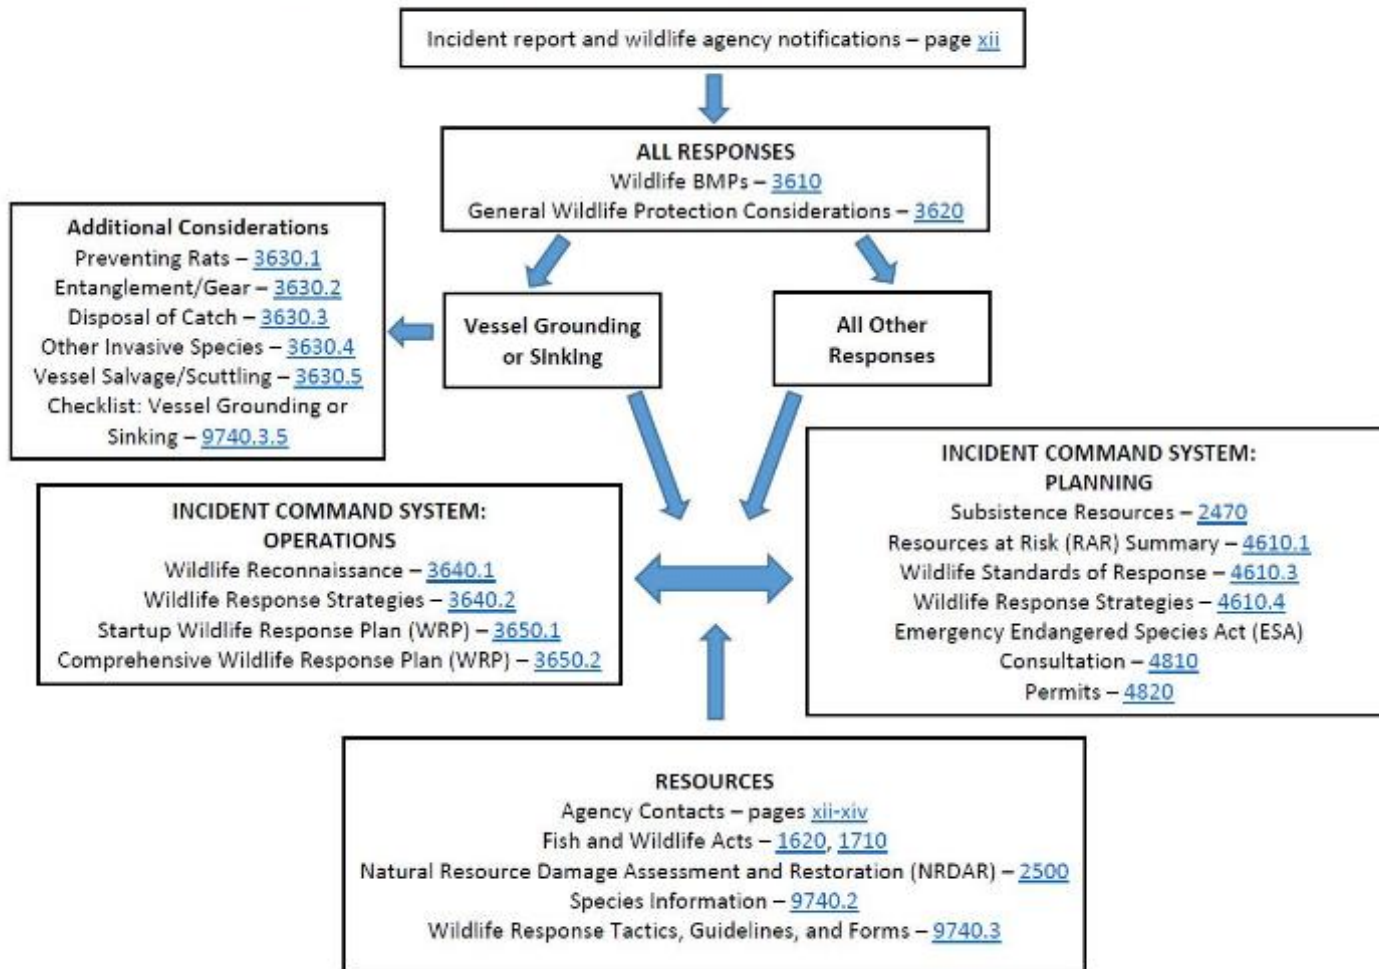 Incident report and wildlife agency notifications – page xii
ALL RESPONSES
Wildlife BMPs – 3610
General Wildlife Protection Considerations – 3620
Additional Considerations
Preventing Rats – 3630.1
Entanglement/Gear – 3630.2
Disposal of Catch – 3630.3
Other Invasive Species – 3630.4
Vessel Salvage/Scuttling – 3630.5
Checklist: Vessel Grounding or
Sinking – 9740.3.5
Vessel Grounding
or Sinking
All Other
Responses
INCIDENT COMMAND SYSTEM:
OPERATIONS
Wildlife Reconnaissance – 3640.1
Wildlife Response Strategies – 3640.2
Startup Wildlife Response Plan (WRP) – 3650.1
Comprehensive Wildlife Response Plan (WRP) – 3650.2
INCIDENT COMMAND SYSTEM:
PLANNING
Subsistence Resources – 2470
Resources at Risk (RAR) Summary – 4610.1
Wildlife Standards of Response – 4610.3
Wildlife Response Strategies – 4610.4
Emergency Endangered Species Act (ESA)
Consultation – 4810
Permits – 4820
RESOURCES
Agency Contacts – pages xii-xiv
Fish and Wildlife Acts – 1620, 1710
Natural Resource Damage Assessment and Restoration (NRDAR) – 2500
Species Information – 9740.2
Wildlife Response Tactics, Guidelines, and Forms – 9740.3